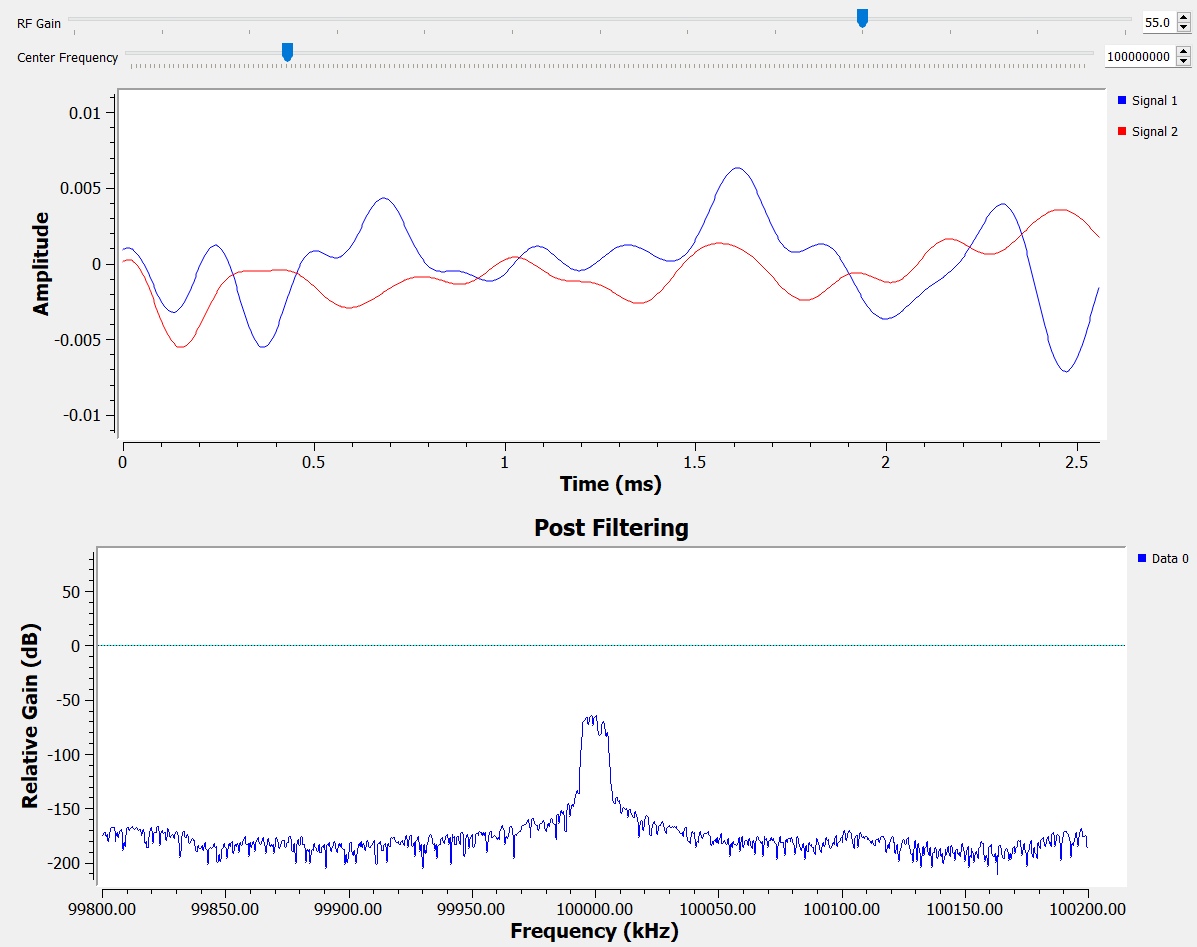 RF Gain
55.0
Center Frequency
100000000
Signal 1
Signal 2
0.01
0.005
0
-0.005
-0.01
Amplitude
0 0.5 1 1.5 2 2.5
Time (ms)
Post Filtering
Data 0
50
0
-50
-100
-150
-200
Relative Gain (dB)
99800.00 99850.00 99900.00 99950.00 100000.00 100050.00 100100.00 100150.00 100200.00
Frequency (kHz)